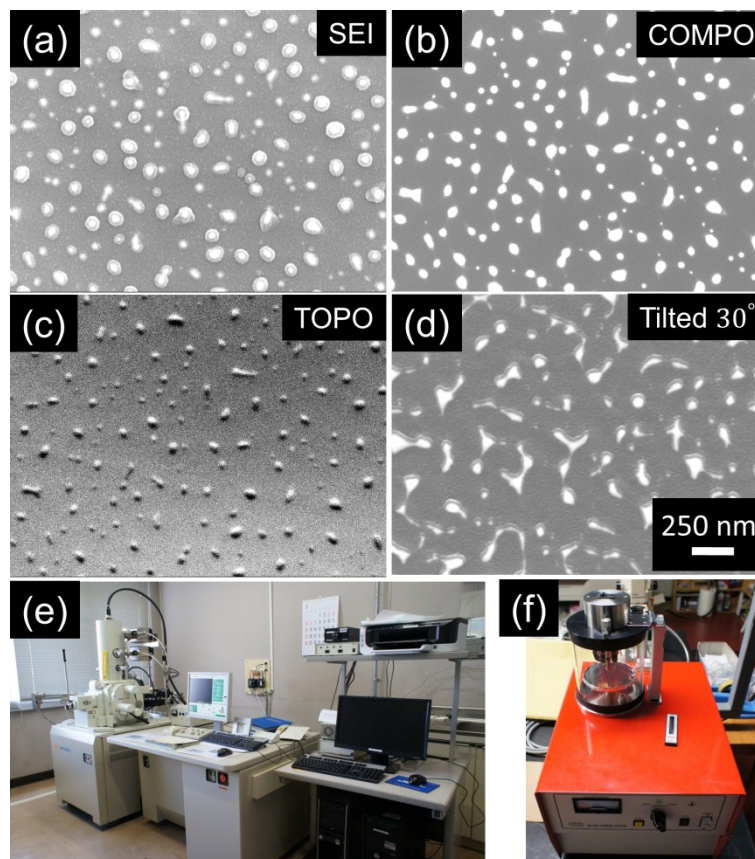 (a)
SEI
(b)
COMPO
(c)
TOPO
(d)
Tilted 30°
250 nm
(e)
(f)